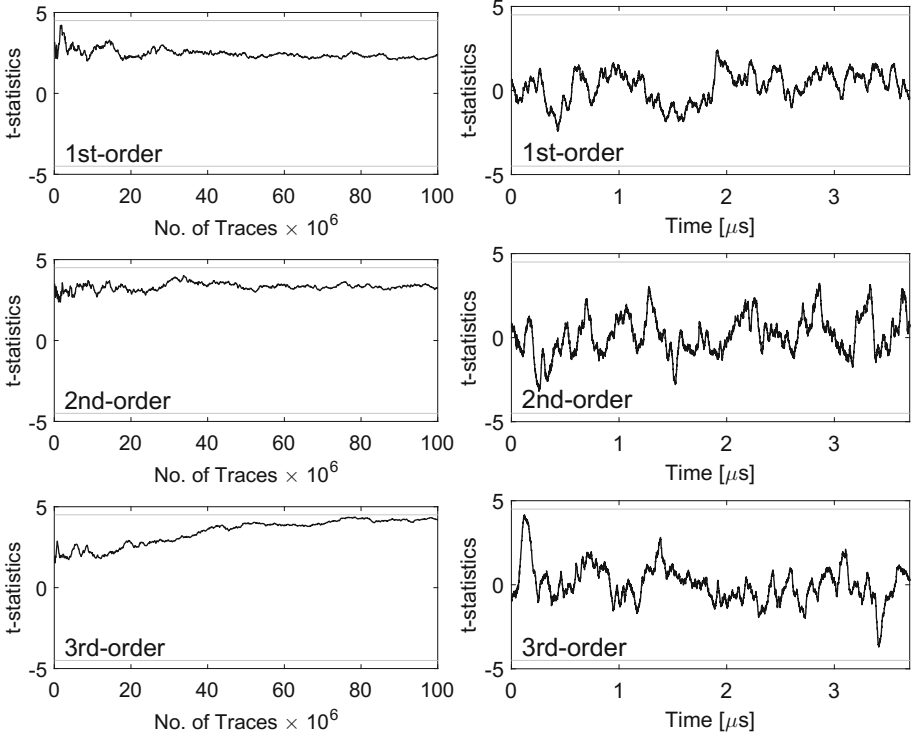 5
0
-5
t-statistics
1st-order
0 20 40 60 80 100
No. of Traces × 10^6
5
0
-5
t-statistics
1st-order
0 1 2 3
Time [μs]
5
0
-5
t-statistics
2nd-order
0 20 40 60 80 100
No. of Traces × 10^6
5
0
-5
t-statistics
2nd-order
0 1 2 3
Time [μs]
5
0
-5
t-statistics
3rd-order
0 20 40 60 80 100
No. of Traces × 10^6
5
0
-5
t-statistics
3rd-order
0 1 2 3
Time [μs]